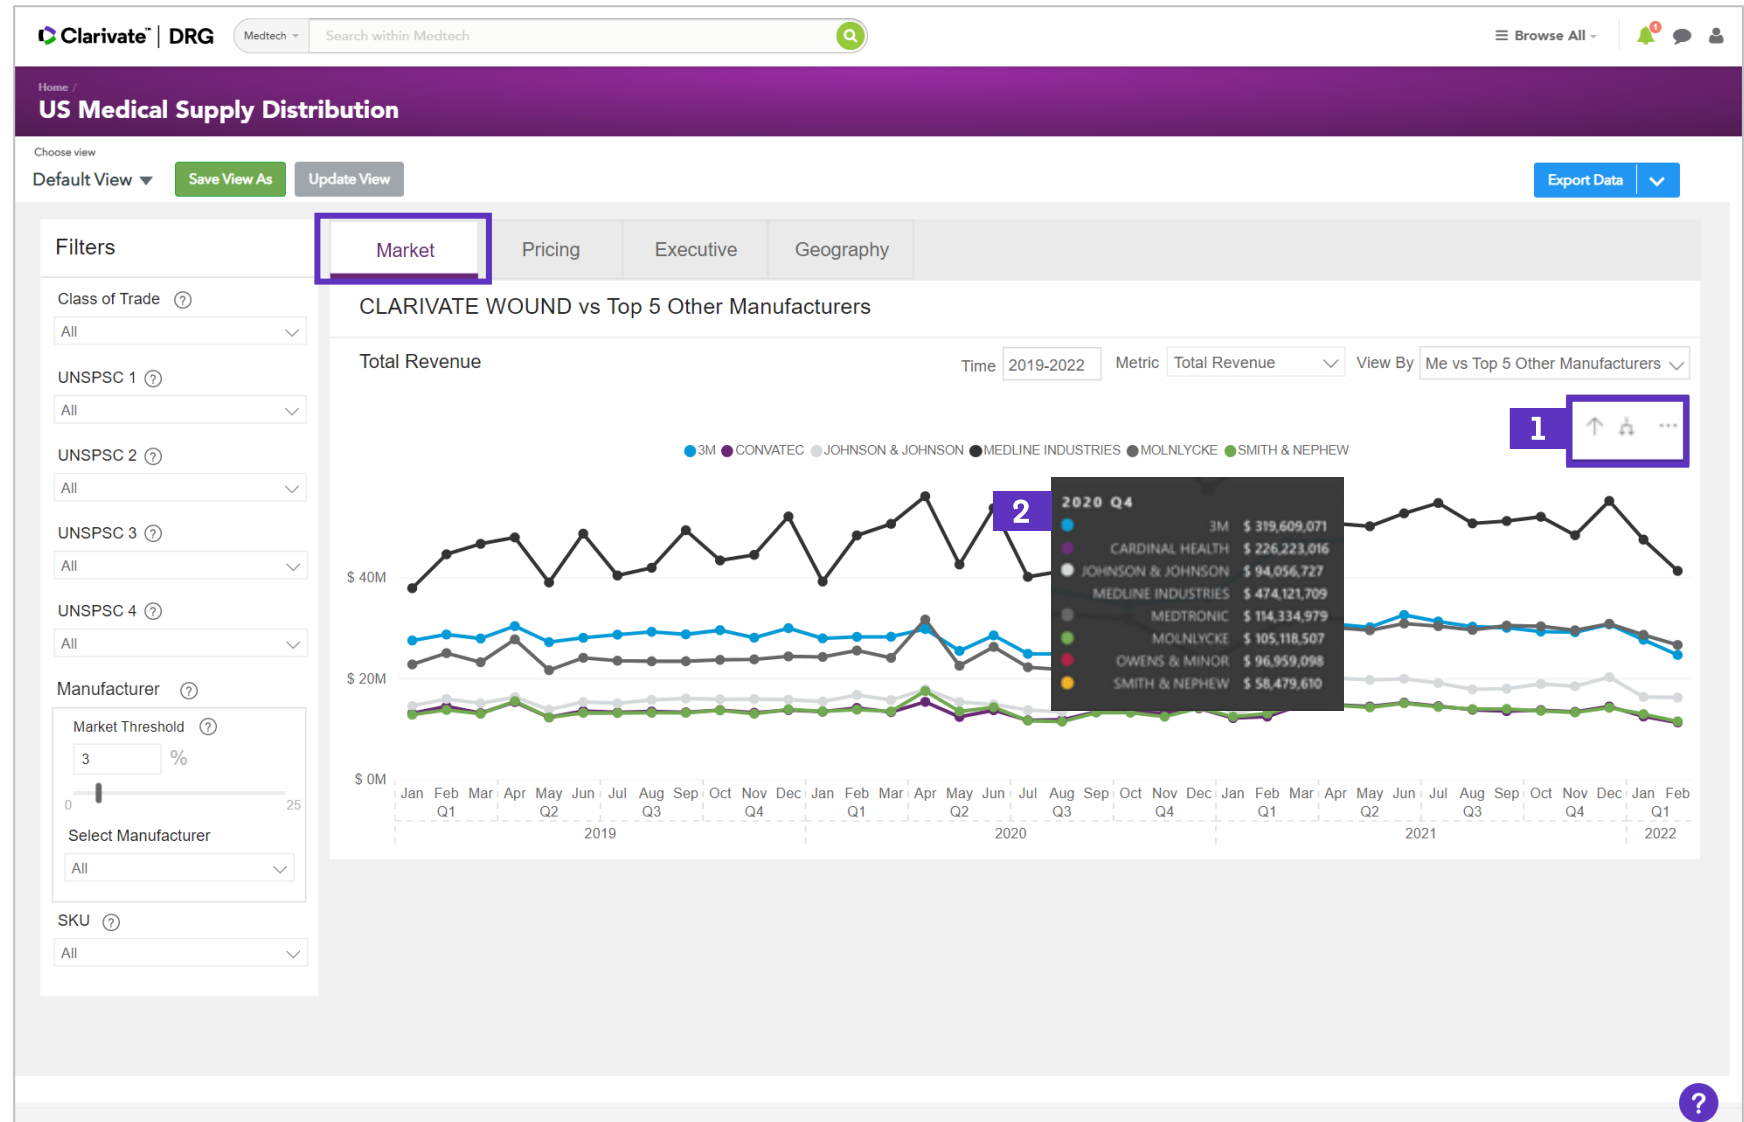 Clarivate™ | DRG
Medtech
Search within Medtech
Browse All
1
Home /
US Medical Supply Distribution
Choose view
Default View
Save View As
Update View
Export Data
Filters
Market
Pricing
Executive
Geography
Class of Trade ?
All
UNSPSC 1 ?
All
UNSPSC 2 ?
All
UNSPSC 3 ?
All
UNSPSC 4 ?
All
Manufacturer ?
Market Threshold ?
3 %
0 25
Select Manufacturer
All
SKU ?
All
CLARIVATE WOUND vs Top 5 Other Manufacturers
Total Revenue
Time 2019-2022 Metric Total Revenue View By Me vs Top 5 Other Manufacturers
1
3M CONVATEC JOHNSON & JOHNSON MEDLINE INDUSTRIES MOLNLYCKE SMITH & NEPHEW
2
2020 Q4
3M $ 319,609,071
CARDINAL HEALTH $ 226,223,016
JOHNSON & JOHNSON $ 94,056,727
MEDLINE INDUSTRIES $ 474,121,709
MEDTRONIC $ 114,334,979
MOLNLYCKE $ 105,118,507
OWENS & MINOR $ 96,959,098
SMITH & NEPHEW $ 58,479,610
$ 40M
$ 20M
$ 0M
Jan Feb Mar Apr May Jun Jul Aug Sep Oct Nov Dec Jan Feb Mar Apr May Jun Jul Aug Sep Oct Nov Dec Jan Feb Mar Apr May Jun Jul Aug Sep Oct Nov Dec Jan Feb
Q1 Q2 Q3 Q4 Q1 Q2 Q3 Q4 Q1 Q2 Q3 Q4 Q1
2019 2020 2021 2022
?